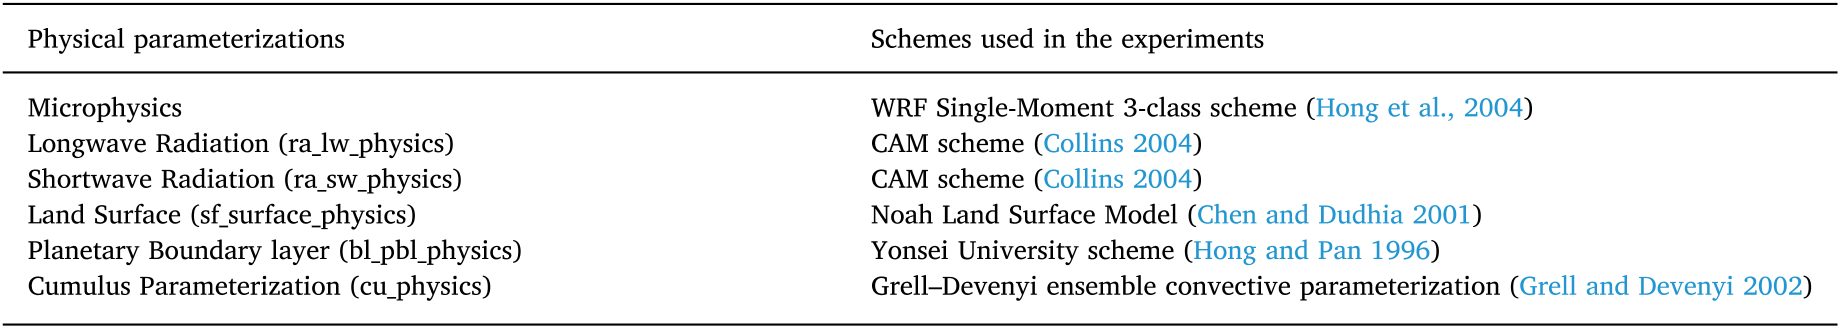 Physical parameterizations Schemes used in the experiments
Microphysics WRF Single-Moment 3-class scheme (Hong et al., 2004)
Longwave Radiation (ra_lw_physics) CAM scheme (Collins 2004)
Shortwave Radiation (ra_sw_physics) CAM scheme (Collins 2004)
Land Surface (sf_surface_physics) Noah Land Surface Model (Chen and Dudhia 2001)
Planetary Boundary layer (bl_pbl_physics) Yonsei University scheme (Hong and Pan 1996)
Cumulus Parameterization (cu_physics) Grell–Devenyi ensemble convective parameterization (Grell and Devenyi 2002)